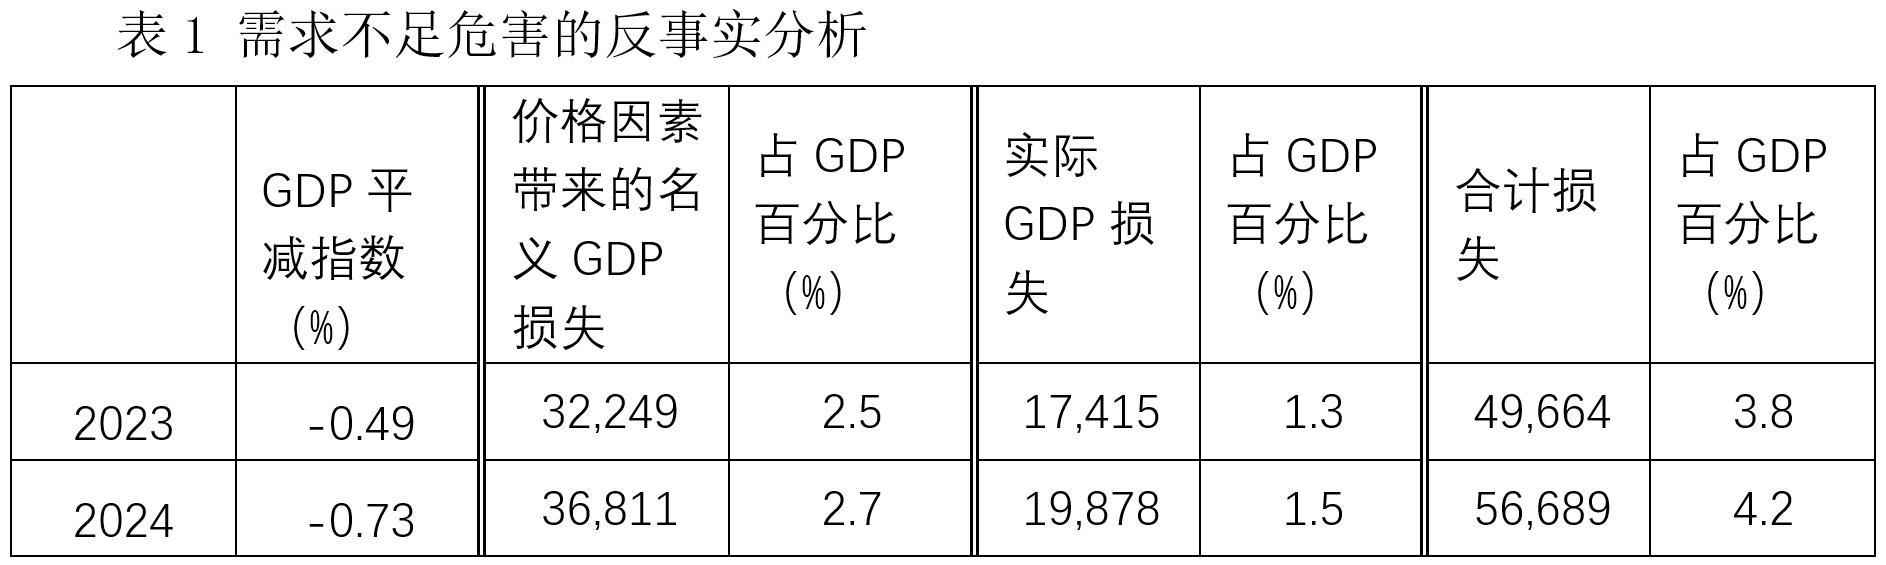 表 1 需求不足危害的反事实分析
GDP 平
减指数
(%)
价格因素
带来的名
义 GDP
损失
占 GDP
百分比
(%)
实际
GDP 损
失
占 GDP
百分比
(%)
合计损
失
占 GDP
百分比
(%)
2023 -0.49 32,249 2.5 17,415 1.3 49,664 3.8
2024 -0.73 36,811 2.7 19,878 1.5 56,689 4.2